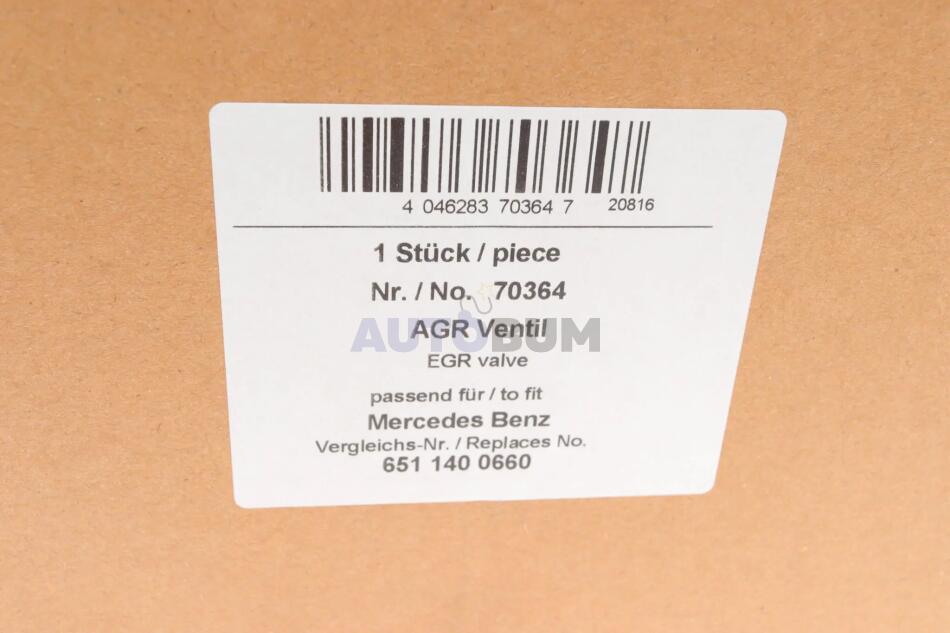 4 046283 70364 7 20816
1 Stück / piece
Nr. / No. 70364
AGR Ventil
AUTOBUM
EGR valve
passend für / to fit
Mercedes Benz
Vergleichs-Nr. / Replaces No.
651 140 0660